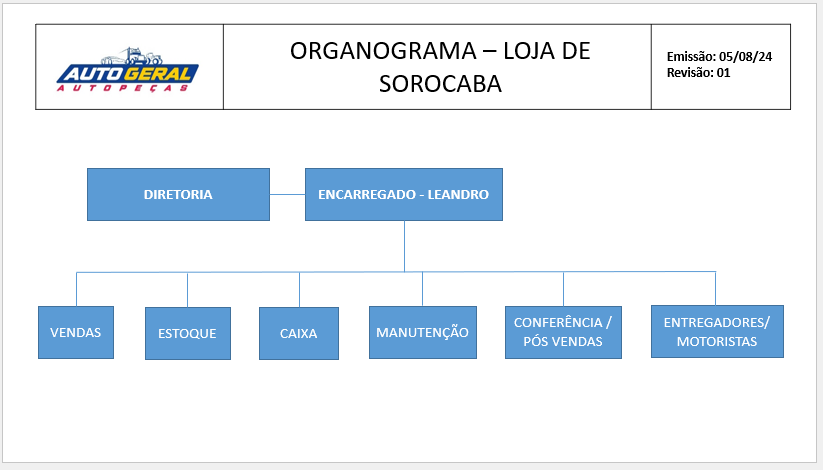 AUTO GERAL
AUTOPEÇAS
ORGANOGRAMA – LOJA DE
SOROCABA
Emissão: 05/08/24
Revisão: 01
DIRETORIA
ENCARREGADO - LEANDRO
VENDAS
ESTOQUE
CAIXA
MANUTENÇÃO
CONFERÊNCIA /
PÓS VENDAS
ENTREGADORES/
MOTORISTAS